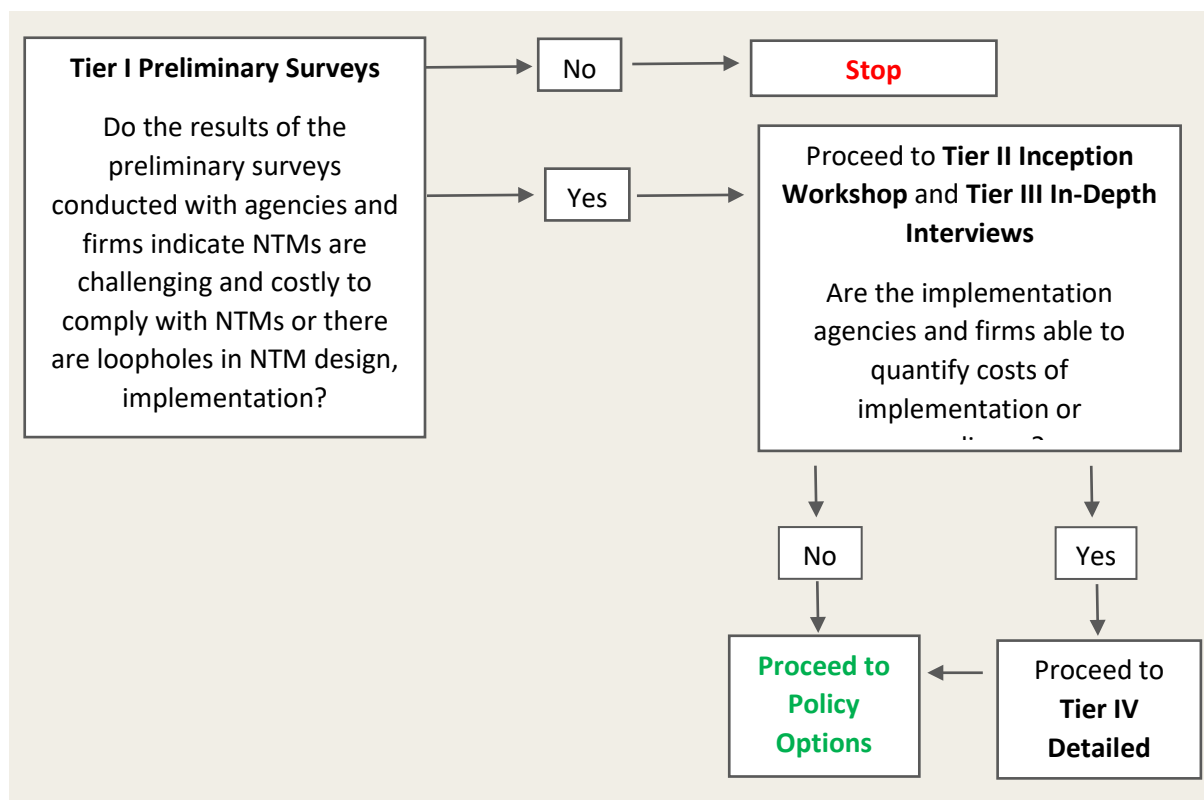 Tier I Preliminary Surveys
Do the results of the
preliminary surveys
conducted with agencies and
firms indicate NTMs are
challenging and costly to
comply with NTMs or there
are loopholes in NTM design,
implementation?
No
Stop
Yes
Proceed to Tier II Inception
Workshop and Tier III In-Depth
Interviews
Are the implementation
agencies and firms able to
quantify costs of
implementation or
No
Yes
Proceed to
Policy
Options
Proceed to
Tier IV
Detailed